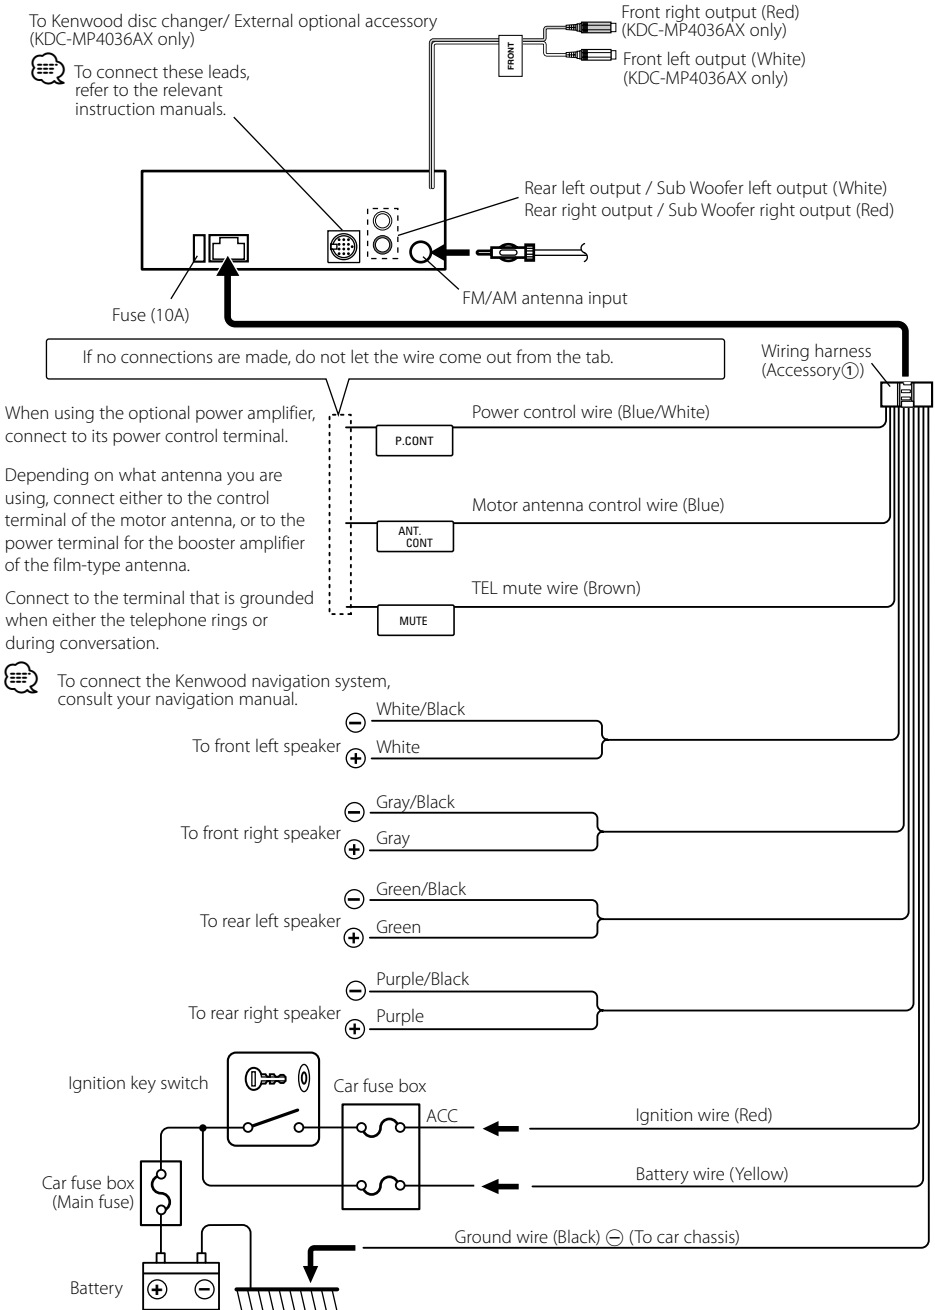 To Kenwood disc changer/ External optional accessory
(KDC-MP4036AX only)
To connect these leads,
refer to the relevant
instruction manuals.
FRONT
Front right output (Red)
(KDC-MP4036AX only)
Front left output (White)
(KDC-MP4036AX only)
Rear left output / Sub Woofer left output (White)
Rear right output / Sub Woofer right output (Red)
FM/AM antenna input
Fuse (10A)
If no connections are made, do not let the wire come out from the tab.
Wiring harness
(Accessory①)
When using the optional power amplifier,
connect to its power control terminal.
Power control wire (Blue/White)
P.CONT
Depending on what antenna you are
using, connect either to the control
terminal of the motor antenna, or to the
power terminal for the booster amplifier
of the film-type antenna.
Motor antenna control wire (Blue)
ANT.
CONT
Connect to the terminal that is grounded
when either the telephone rings or
during conversation.
TEL mute wire (Brown)
MUTE
To connect the Kenwood navigation system,
consult your navigation manual.
To front left speaker
⊖ White/Black
⊕ White
To front right speaker
⊖ Gray/Black
⊕ Gray
To rear left speaker
⊖ Green/Black
⊕ Green
To rear right speaker
⊖ Purple/Black
⊕ Purple
Ignition key switch
Car fuse box
ACC
Ignition wire (Red)
Car fuse box
(Main fuse)
Battery wire (Yellow)
Ground wire (Black) ⊖ (To car chassis)
Battery
⊕ ⊖